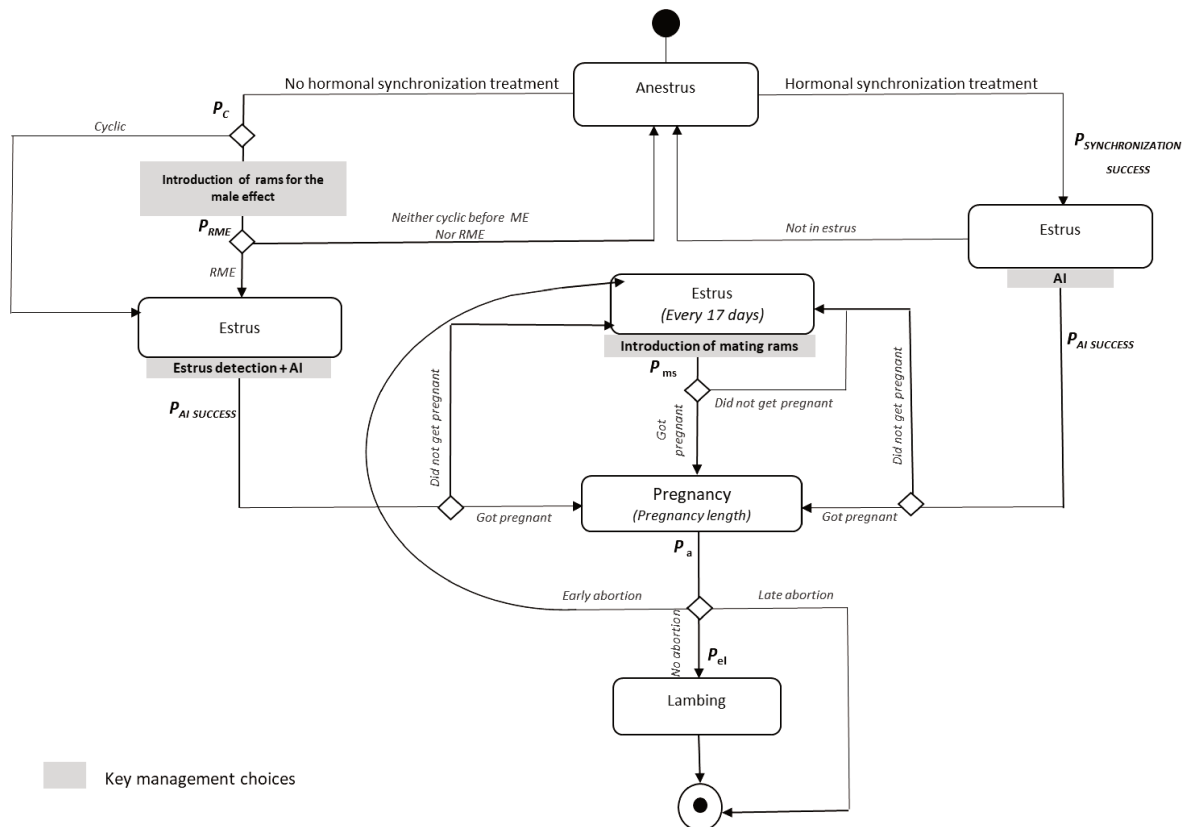 Anestrus
No hormonal synchronization treatment
Hormonal synchronization treatment
P_C
Cyclic
P_SYNCHRONIZATION
SUCCESS
Introduction of rams for the
male effect
P_RME
Neither cyclic before ME
Nor RME
Not in estrus
Estrus
AI
RME
Estrus
Estrus detection + AI
Estrus
(Every 17 days)
Introduction of mating rams
P_AI SUCCESS
P_ms
Did not get pregnant
P_AI SUCCESS
Did not get pregnant
Got
pregnant
Did not get pregnant
Pregnancy
(Pregnancy length)
Got pregnant
Got pregnant
P_a
Early abortion
Late abortion
No abortion
P_el
Lambing
Key management choices